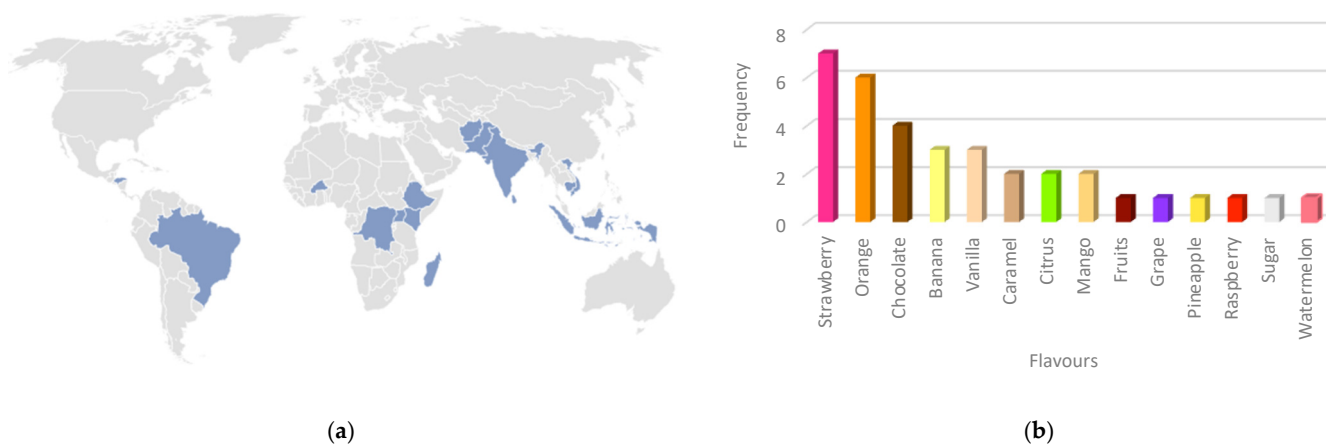 8
6
4
2
0
Frequency
Strawberry
Orange
Chocolate
Banana
Vanilla
Caramel
Citrus
Mango
Fruits
Grape
Pineapple
Raspberry
Sugar
Watermelon
Flavours
(a)
(b)